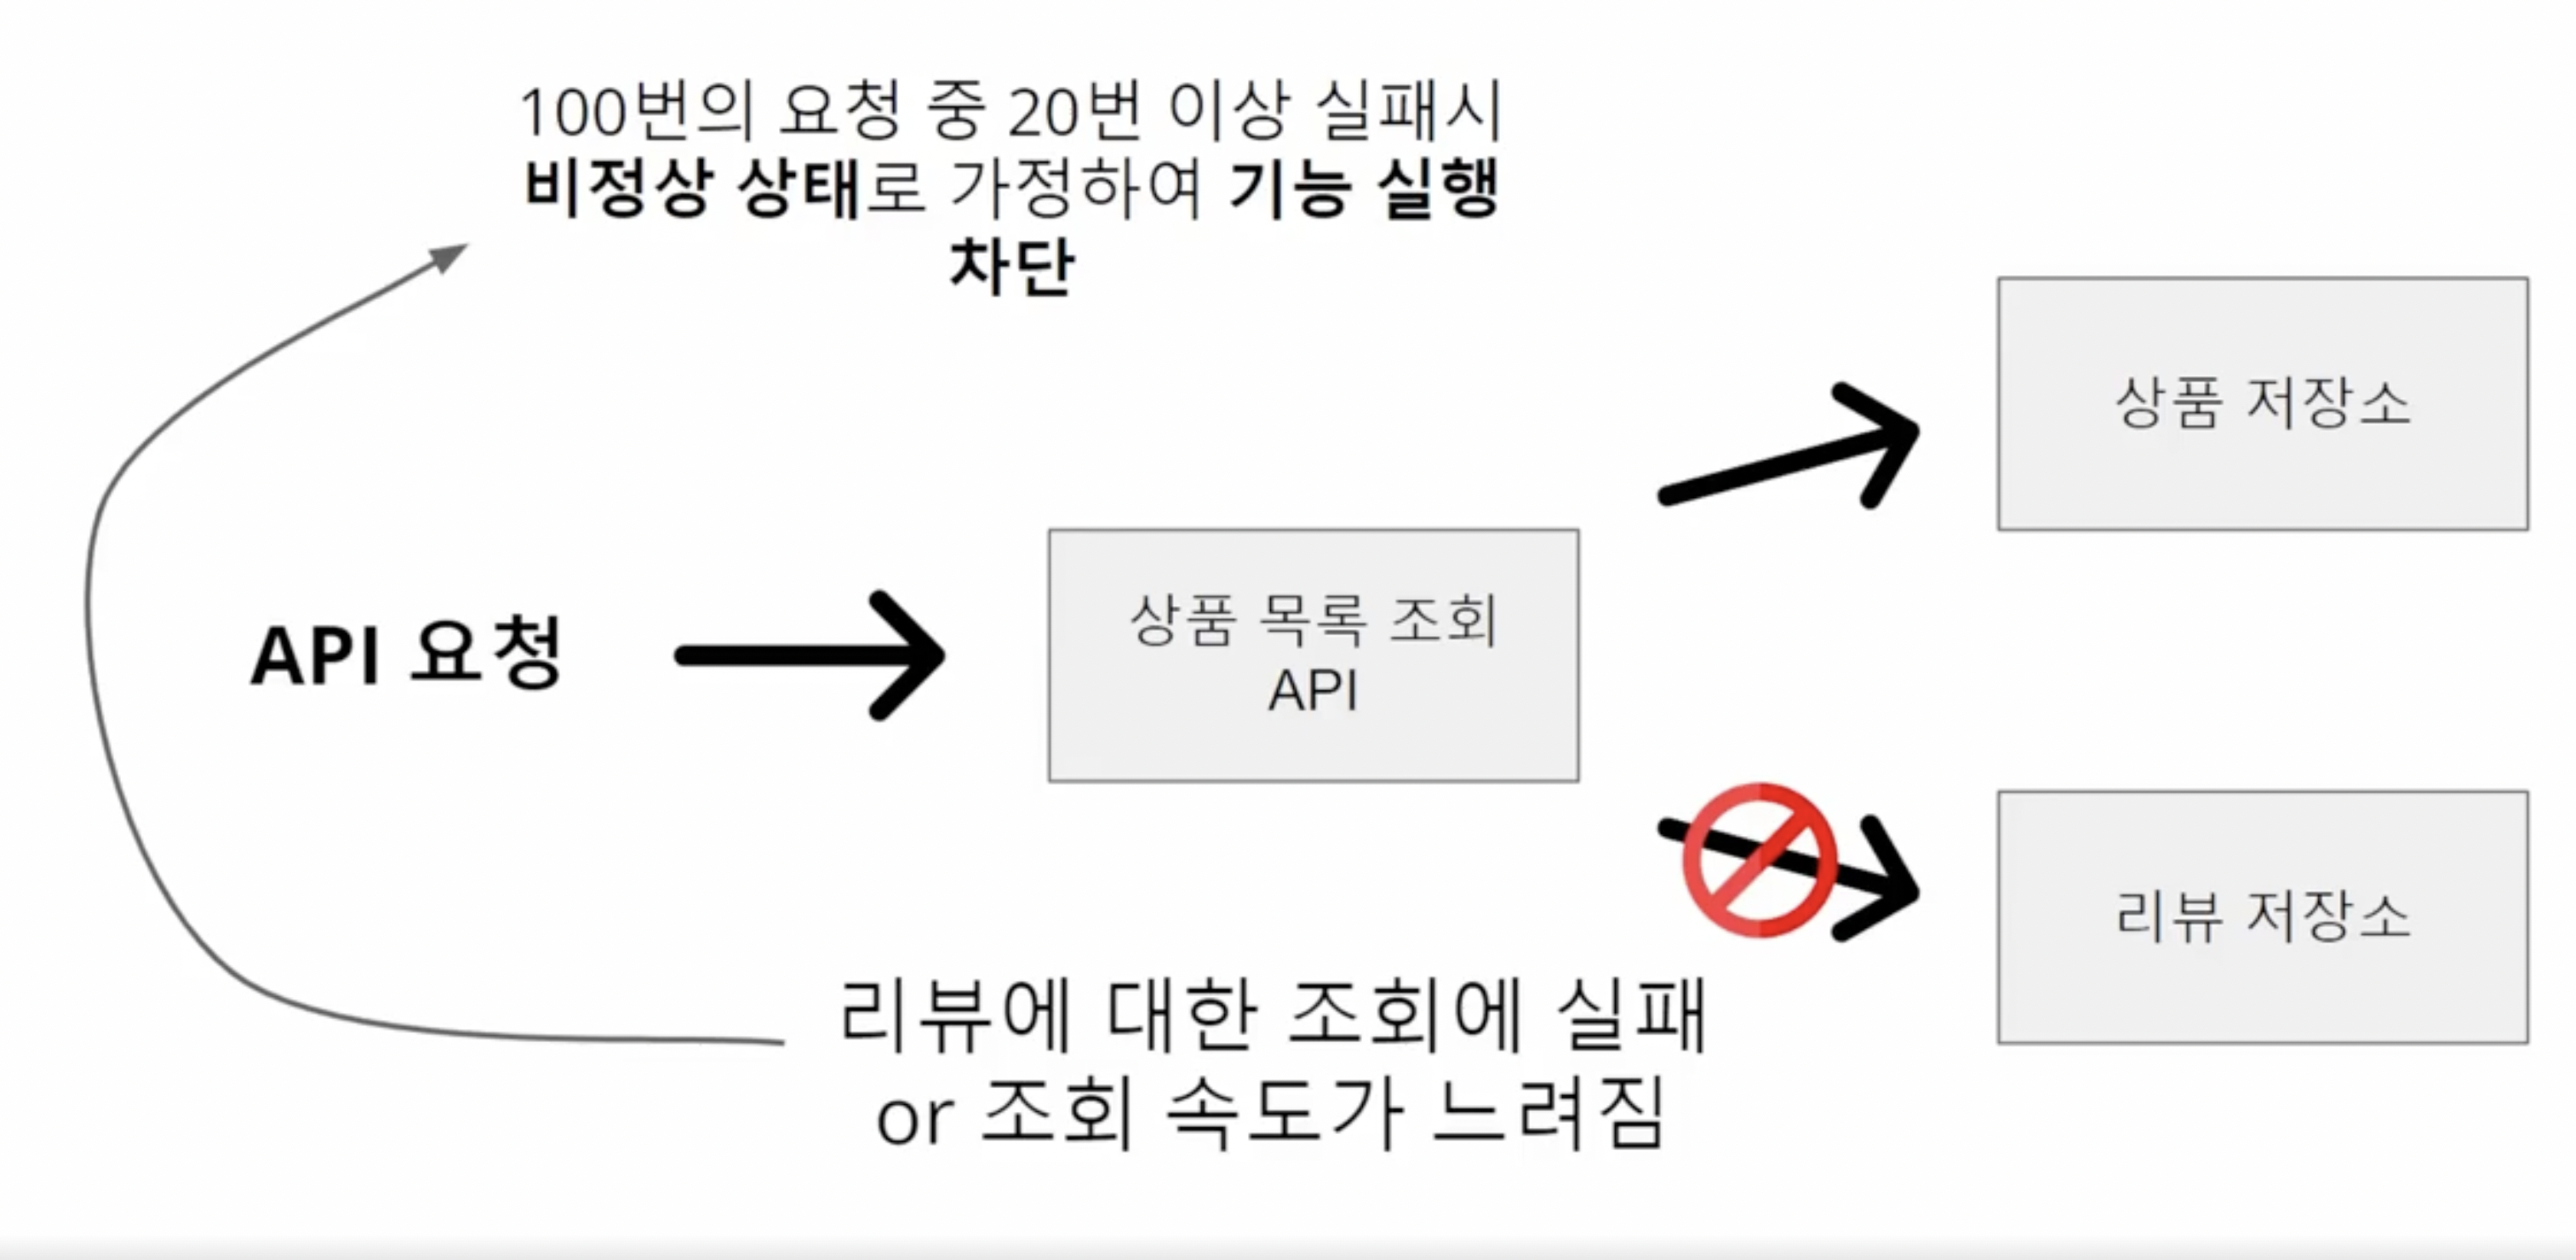 100번의 요청 중 20번 이상 실패시
비정상 상태로 가정하여 기능 실행
차단
상품 저장소
상품 목록 조회
API
API 요청
리뷰 저장소
리뷰에 대한 조회에 실패
or 조회 속도가 느려짐